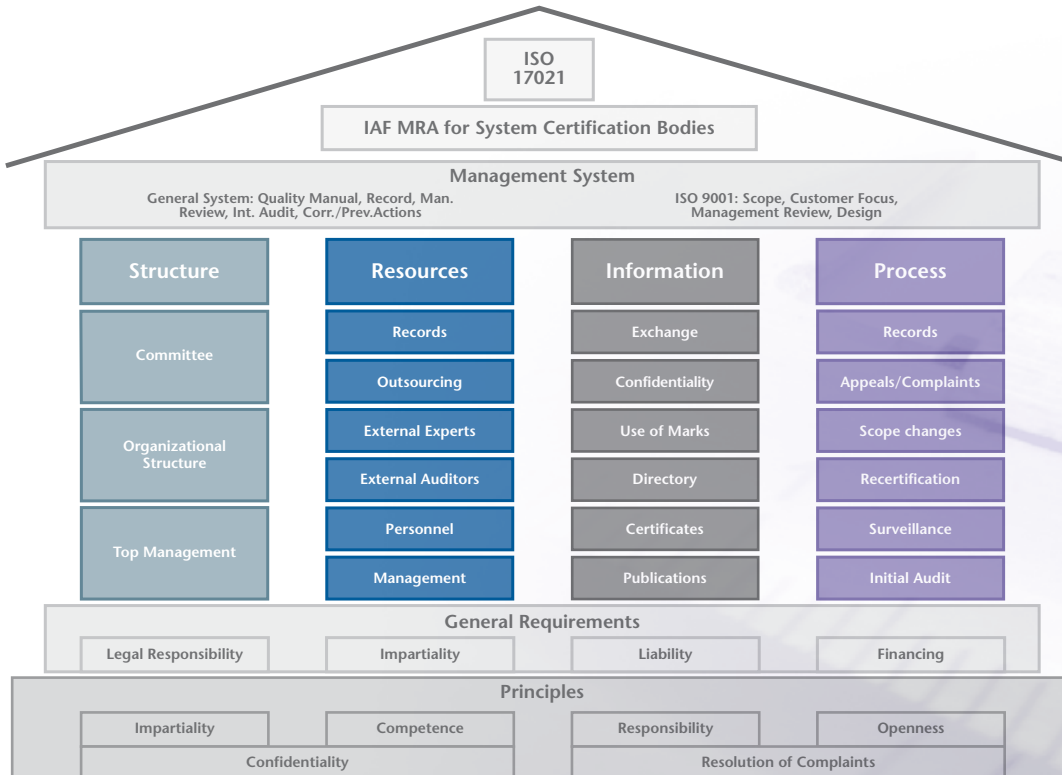 ISO
17021
IAF MRA for System Certification Bodies
Management System
General System: Quality Manual, Record, Man.
Review, Int. Audit, Corr./Prev.Actions
ISO 9001: Scope, Customer Focus,
Management Review, Design
Structure
Committee
Organizational
Structure
Top Management
Resources
Records
Outsourcing
External Experts
External Auditors
Personnel
Management
Information
Exchange
Confidentiality
Use of Marks
Directory
Certificates
Publications
Process
Records
Appeals/Complaints
Scope changes
Recertification
Surveillance
Initial Audit
General Requirements
Legal Responsibility
Impartiality
Liability
Financing
Principles
Impartiality
Competence
Responsibility
Openness
Confidentiality
Resolution of Complaints